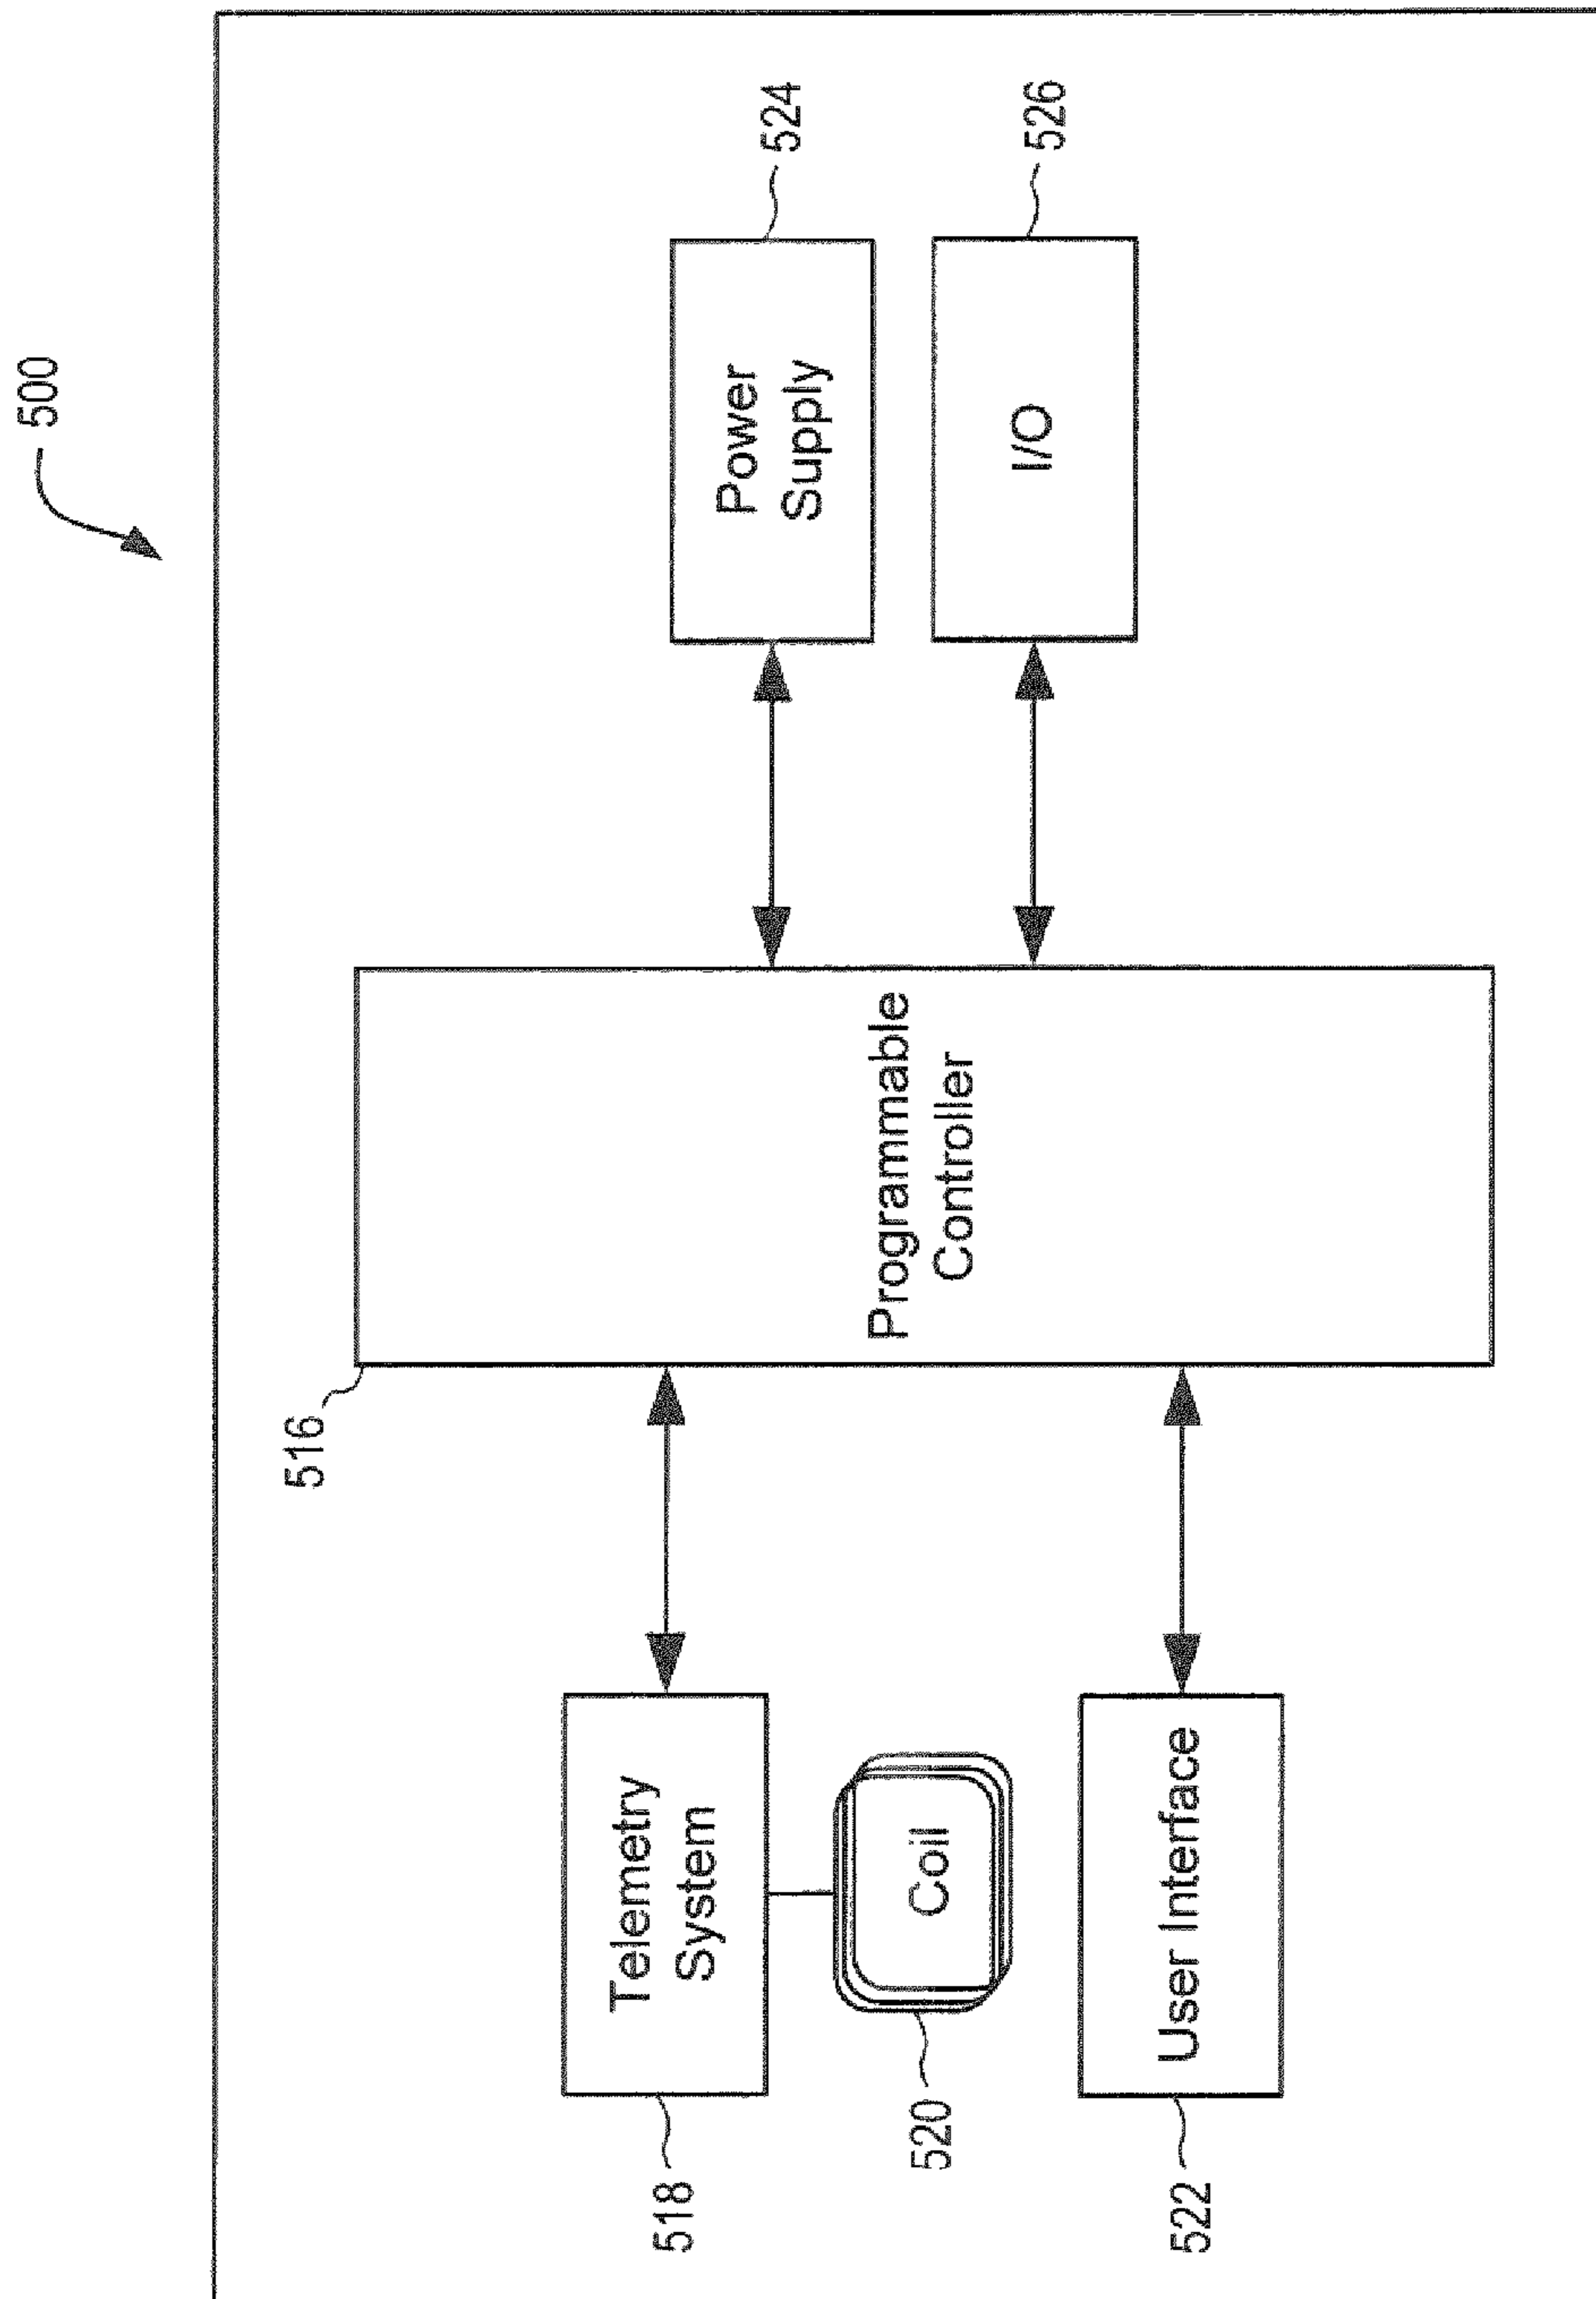 500
516
518
Telemetry
System
520
Coil
522
User Interface
Programmable
Controller
Power
Supply
524
I/O
526